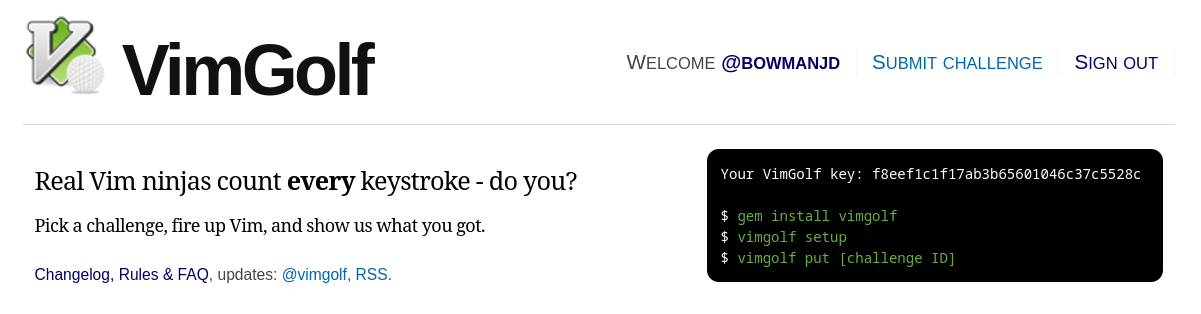 VimGolf
WELCOME @BOWMANJD
SUBMIT CHALLENGE
SIGN OUT
Real Vim ninjas count every keystroke - do you?
Pick a challenge, fire up Vim, and show us what you got.
Changelog, Rules & FAQ, updates: @vimgolf, RSS.
Your VimGolf key: f8eef1c1f17ab3b65601046c37c5528c
$ gem install vimgolf
$ vimgolf setup
$ vimgolf put [challenge ID]